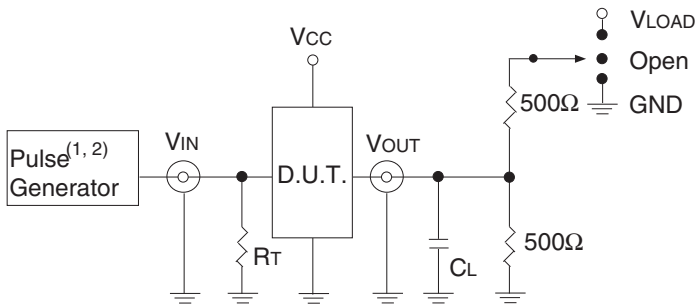 VLOAD
VCC
Open
500Ω
GND
Pulse(1, 2)
Generator
VIN
D.U.T.
VOUT
RT
CL
500Ω